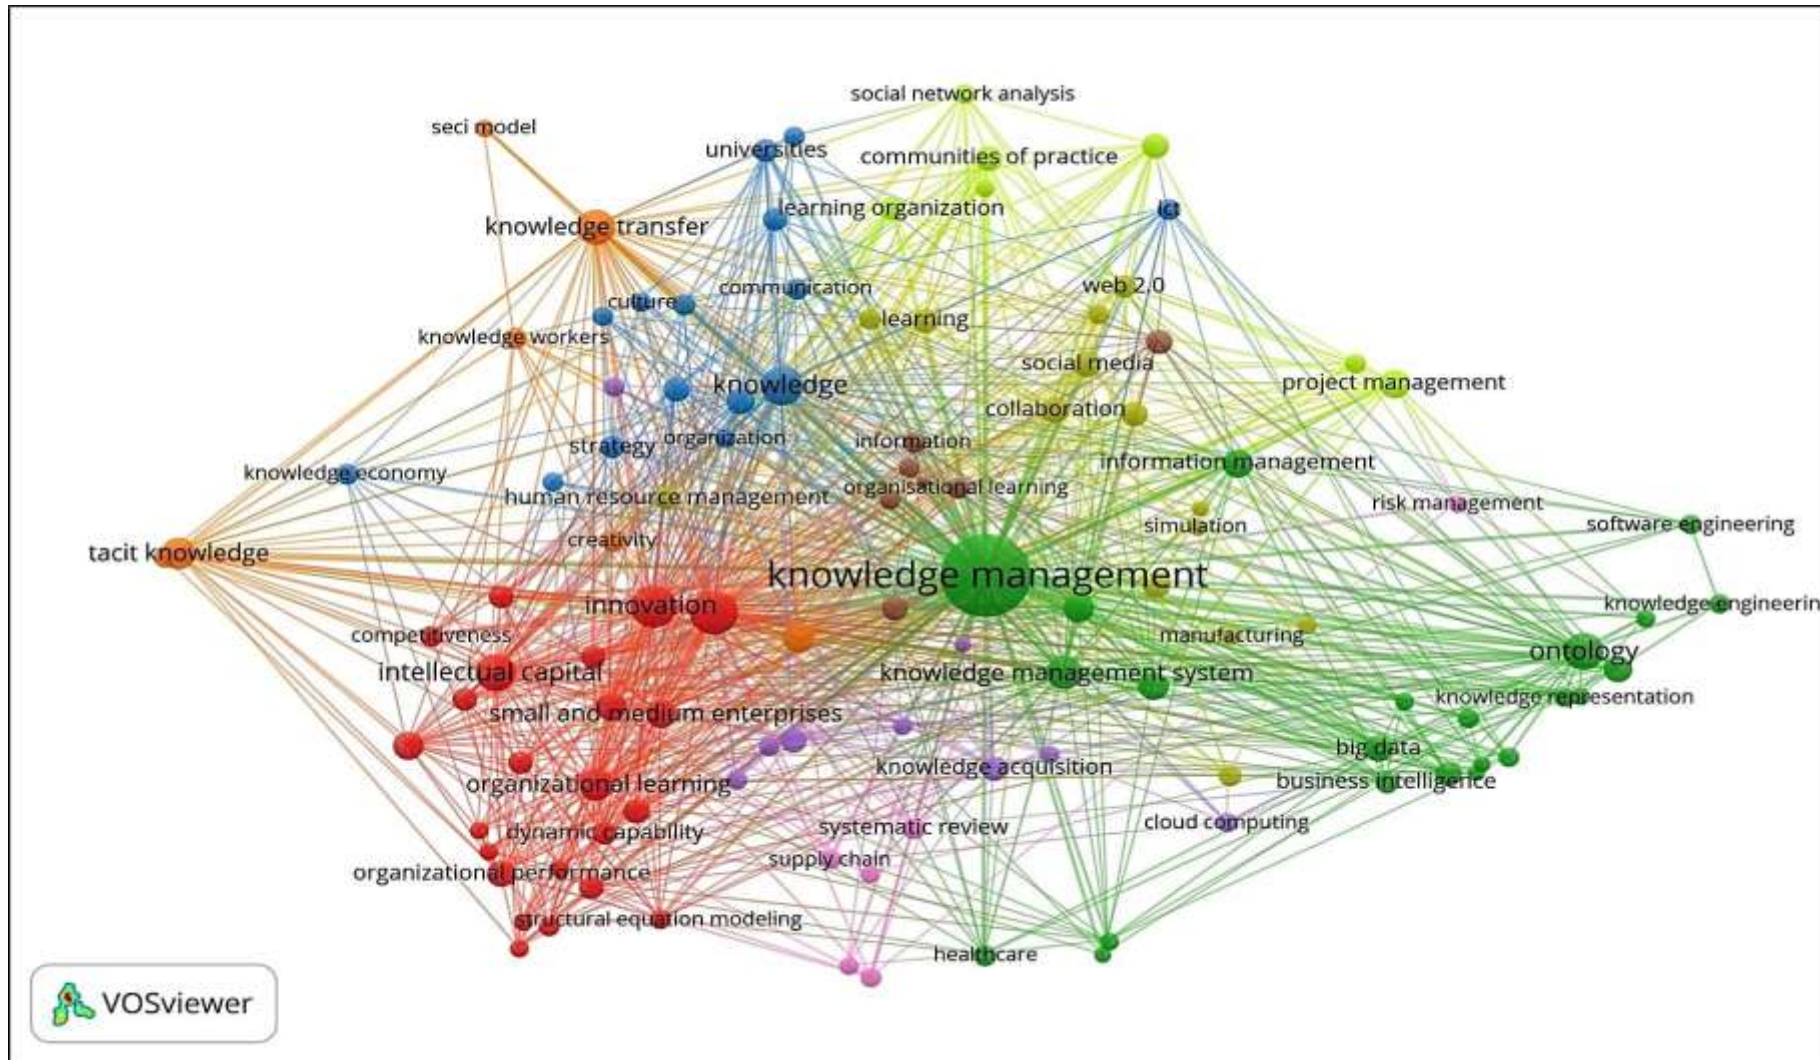 social network analysis
seci model
universities
communities of practice
learning organization
ict
knowledge transfer
communication
web 2.0
culture
learning
knowledge workers
social media
project management
knowledge
collaboration
organization
information
strategy
information management
knowledge economy
organisational learning
human resource management
risk management
simulation
software engineering
creativity
tacit knowledge
knowledge management
innovation
knowledge engineerin
competitiveness
manufacturing
ontology
intellectual capital
knowledge management system
knowledge representation
small and medium enterprises
big data
knowledge acquisition
business intelligence
organizational learning
cloud computing
systematic review
dynamic capability
supply chain
organizational performance
structural equation modeling
healthcare
VOSviewer